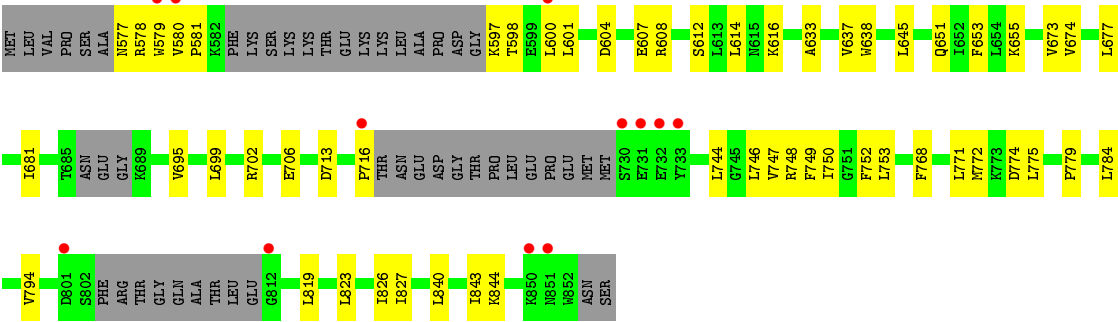 MET LEU VAL PRO SER ALA N577 R578 W579 V580 P581 K582 PHE LYS SER LYS LYS THR GLU LYS LYS LEU ALA PRO ASP GLY K597 T598 E599 L600 L601 D604 E607 R608 S612 L613 L614 N615 K616 A633 V637 W638 L645 Q651 I652 F653 L654 K655 V673 V674 L677
I681 T685 ASN GLU GLY K689 V695 L699 R702 E706 D713 P716 THR ASN GLU ASP GLY THR PRO LEU GLU PRO GLU MET MET S730 E731 E732 Y733 L744 G745 L746 V747 R748 F749 I750 G751 F752 L753 F768 L771 M772 K773 D774 L775 P779 L784
V794 D801 S802 PHE ARG THR GLY GLN ALA THR LEU GLU G812 L819 L823 I826 I827 L840 I843 K844 K850 N851 W852 ASN SER